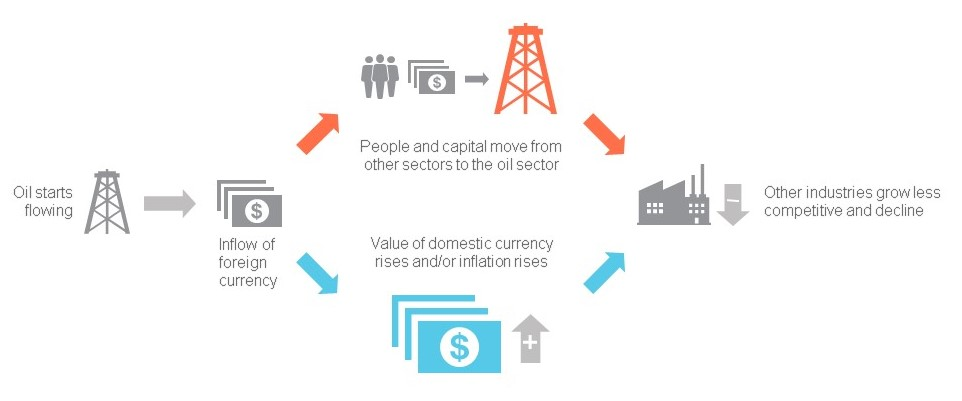 People and capital move from
other sectors to the oil sector
Oil starts
flowing
$
$
Inflow of
foreign
currency
Value of domestic currency
rises and/or inflation rises
$
+
–
Other industries grow less
competitive and decline